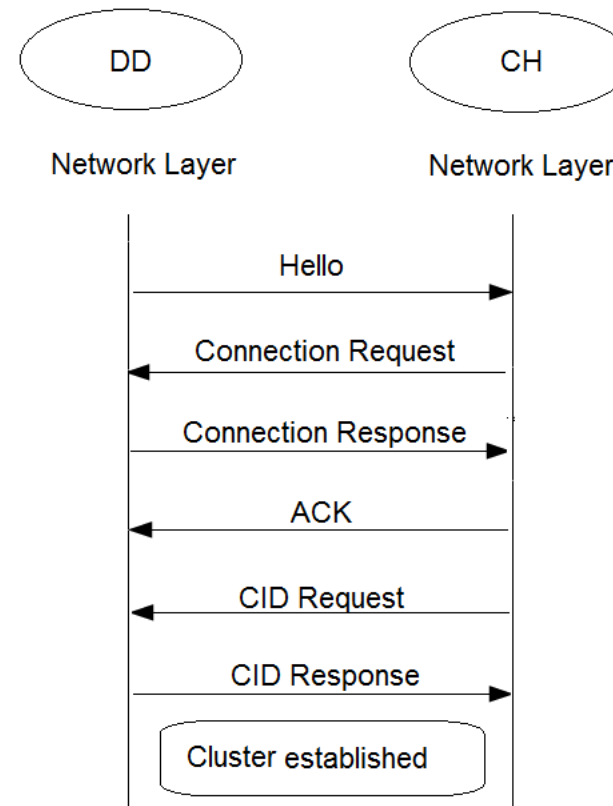 DD
CH
Network Layer
Network Layer
Hello
Connection Request
Connection Response
ACK
CID Request
CID Response
Cluster established